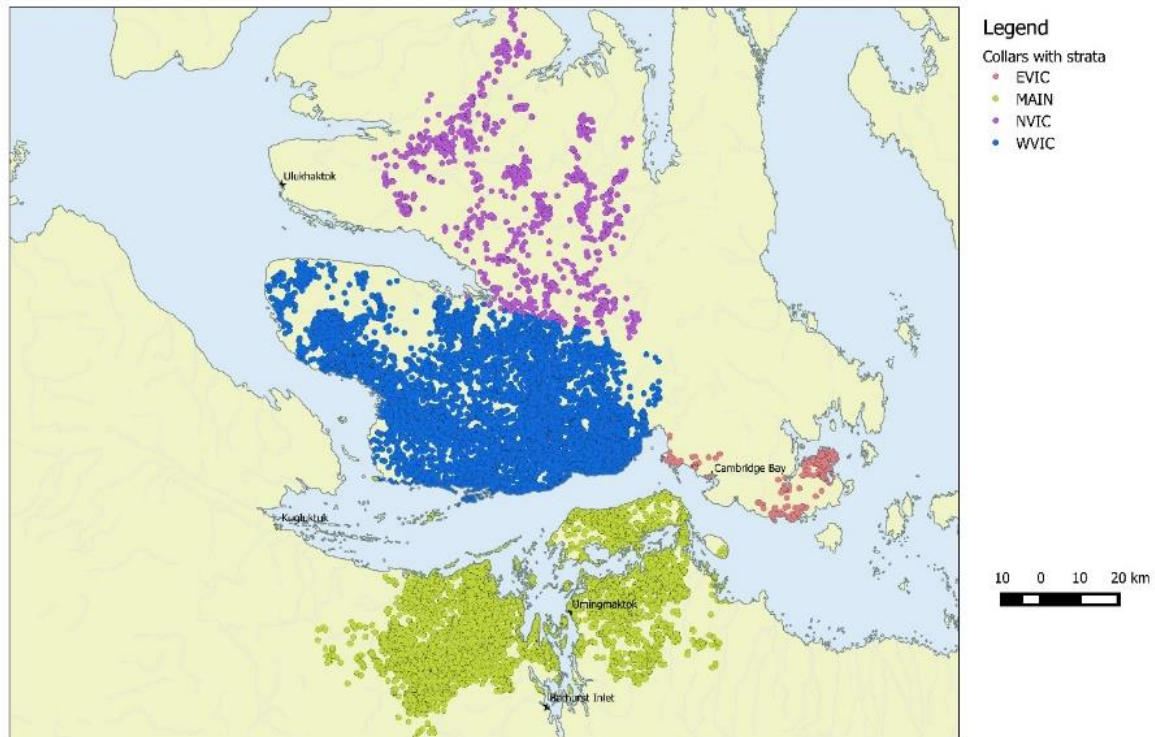 Legend
Collars with strata
EVIC
MAIN
NVIC
WVIC
Ulukhaktok
Cambridge Bay
Kugluktuk
Umingmaktok
Bathurst Inlet
10 0 10 20 km